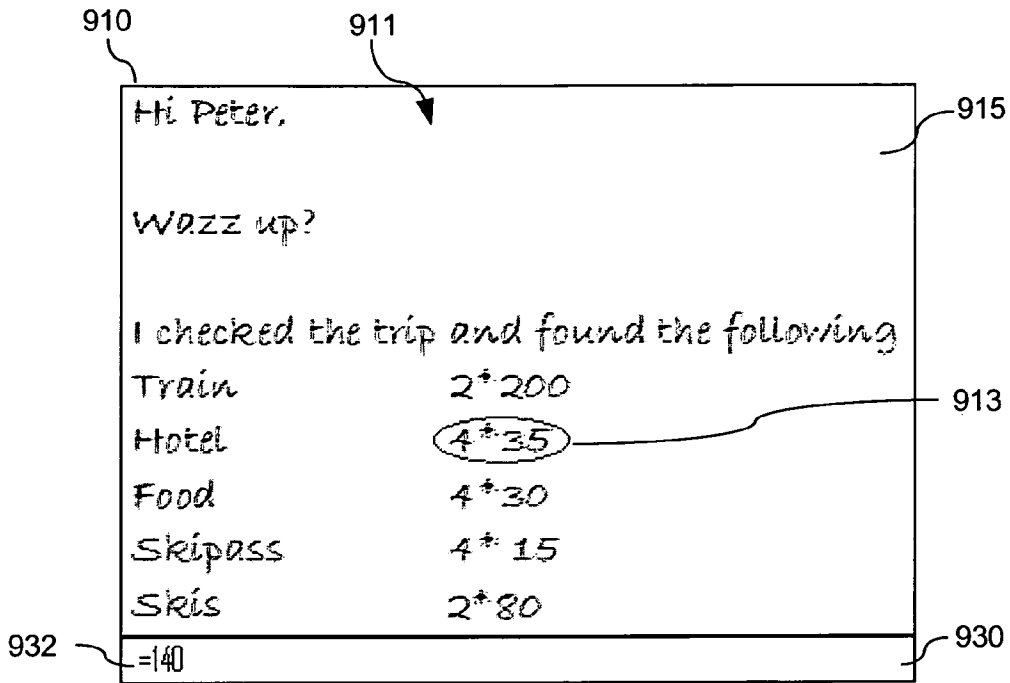 910
911
Hi Peter,
915
Wazz up?
I checked the trip and found the following
Train 2*200
Hotel 4*35
913
Food 4*30
Skipass 4*15
Skis 2*80
932 =140 930